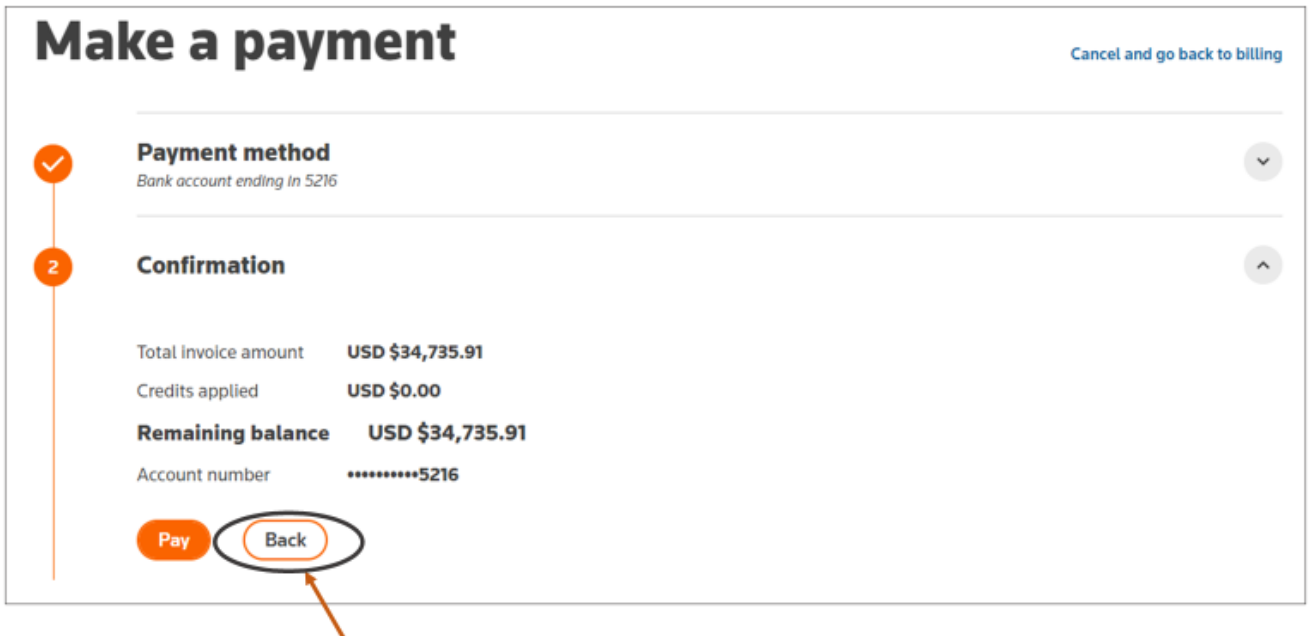 Make a payment
Cancel and go back to billing
Payment method
Bank account ending in 5216
2
Confirmation
Total invoice amount USD $34,735.91
Credits applied USD $0.00
Remaining balance USD $34,735.91
Account number ••••••••••5216
Pay Back